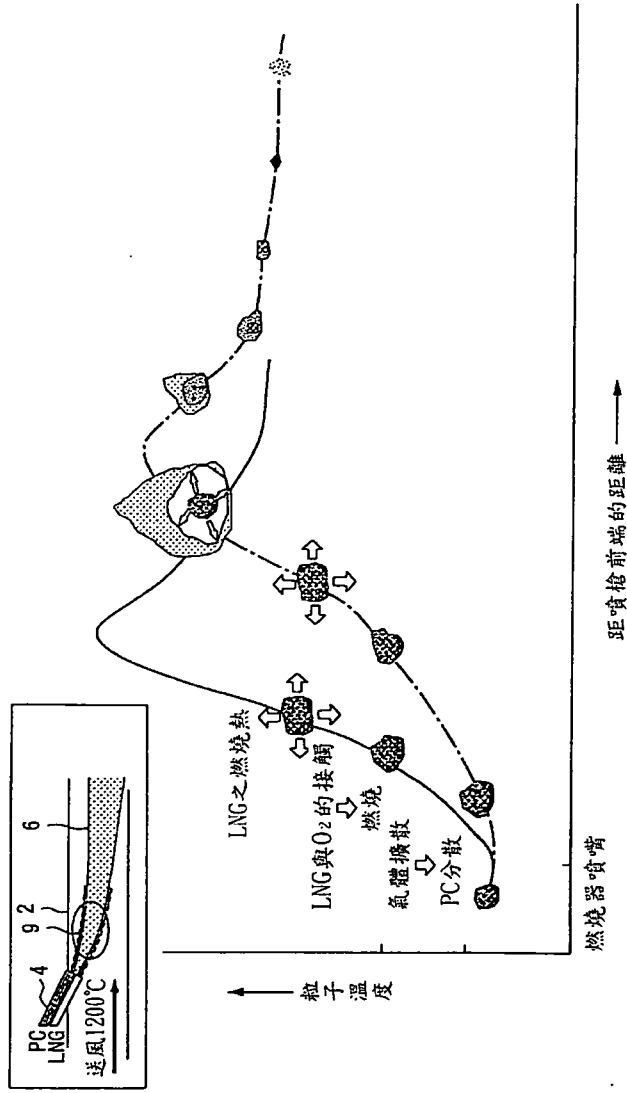 PC
LNG
4
9
2
6
送風1200℃
LNG之燃燒熱
LNG與O2的接觸
燃燒
氣體擴散
PC分散
粒子溫度
燃燒器噴嘴
距噴槍前端的距離